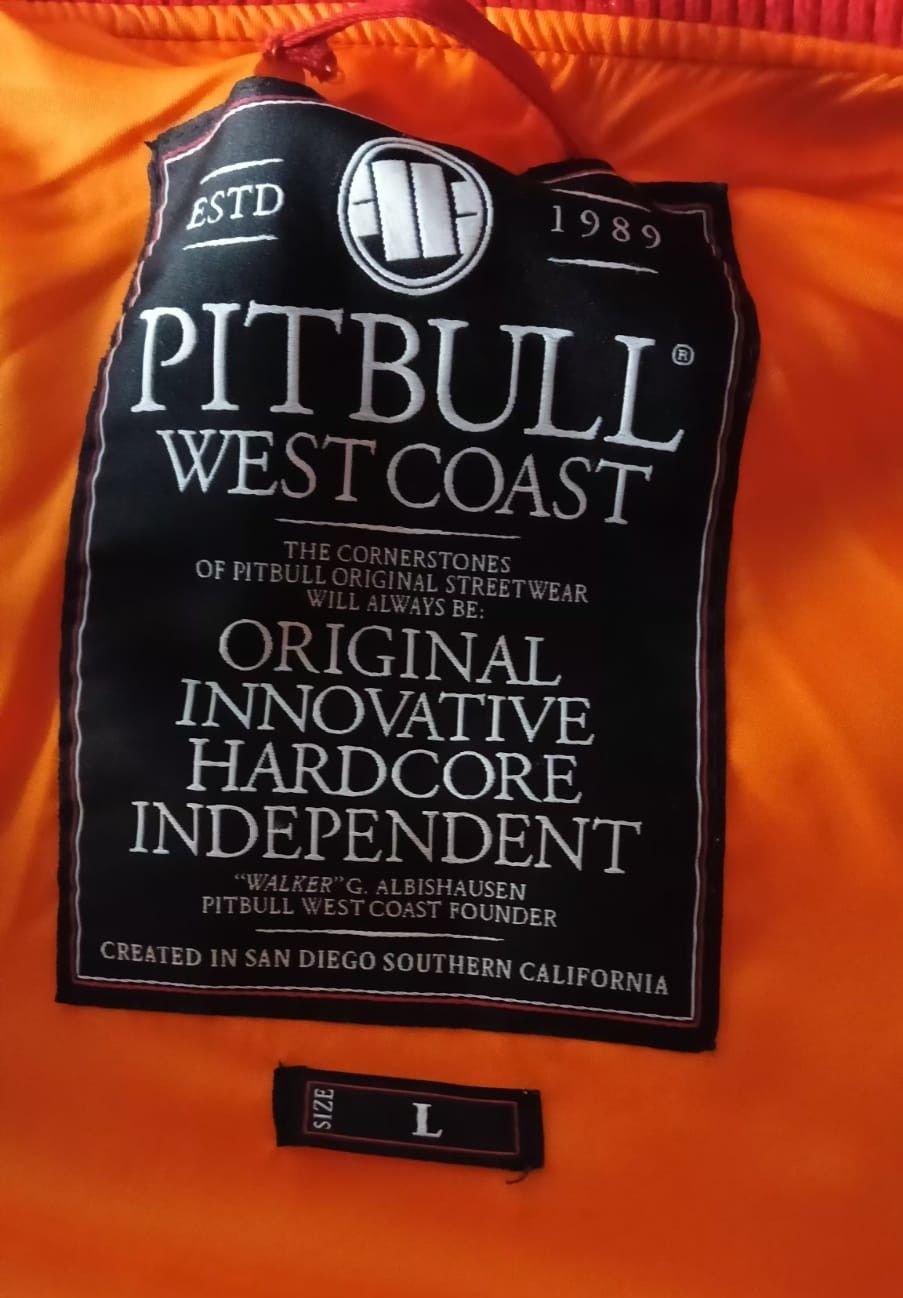 ESTD
1989
PITBULL®
WEST COAST
THE CORNERSTONES
OF PITBULL ORIGINAL STREETWEAR
WILL ALWAYS BE:
ORIGINAL
INNOVATIVE
HARDCORE
INDEPENDENT
“WALKER” G. ALBISHAUSEN
PITBULL WEST COAST FOUNDER
CREATED IN SAN DIEGO SOUTHERN CALIFORNIA
SIZE
L